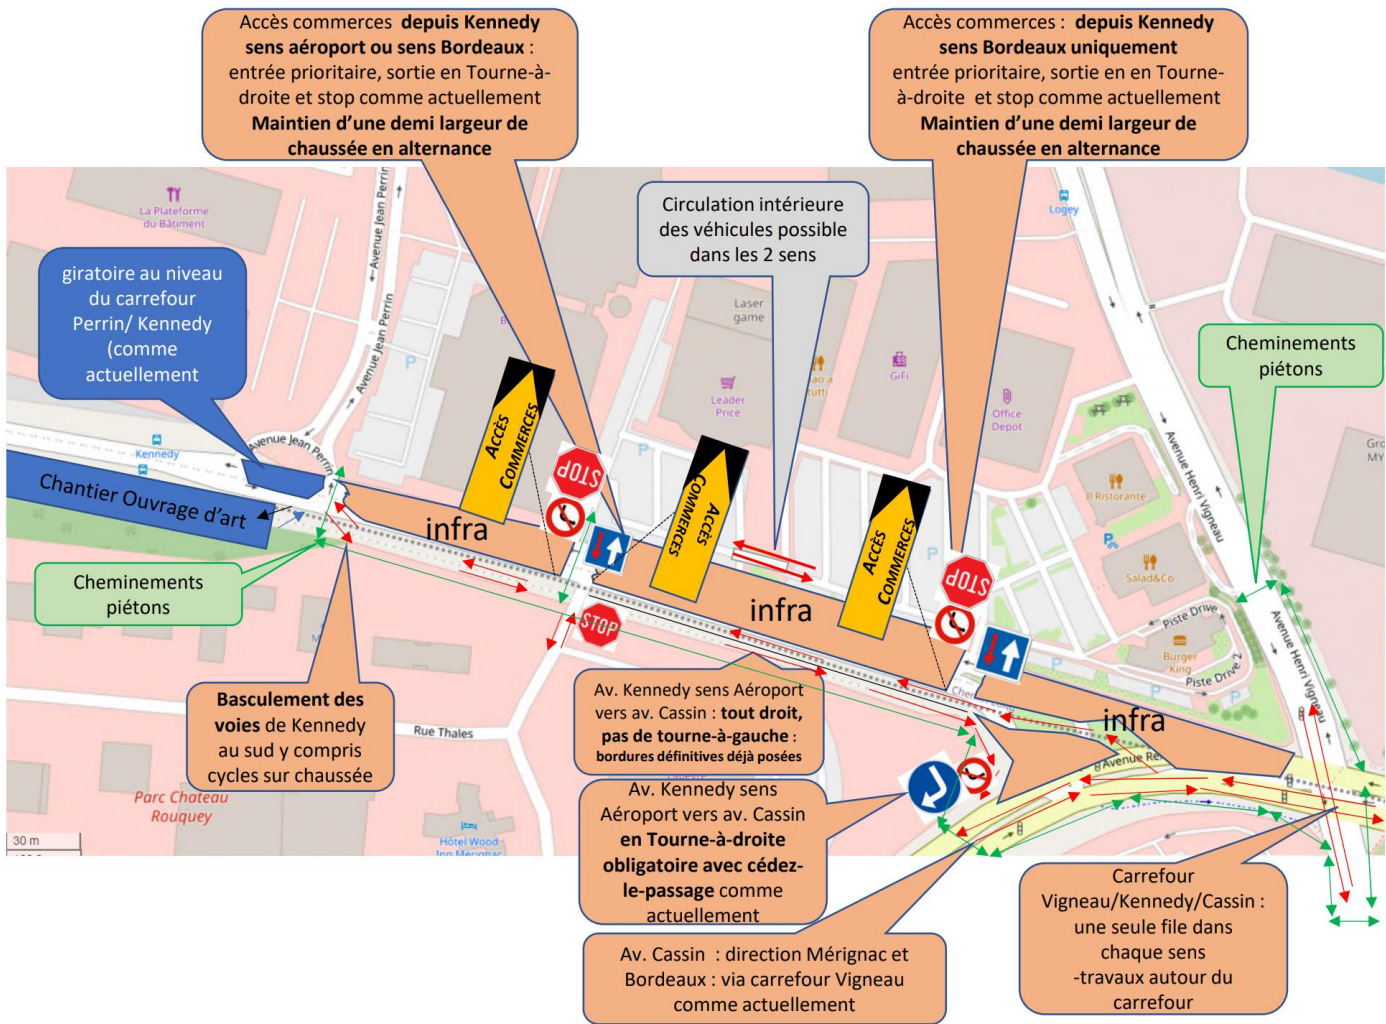 Accès commerces depuis Kennedy
sens aéroport ou sens Bordeaux :
entrée prioritaire, sortie en Tourne-à-
droite et stop comme actuellement
Maintien d'une demi largeur de
chaussée en alternance
Accès commerces : depuis Kennedy
sens Bordeaux uniquement
entrée prioritaire, sortie en en Tourne-
à-droite et stop comme actuellement
Maintien d'une demi largeur de
chaussée en alternance
Circulation intérieure
des véhicules possible
dans les 2 sens
La Plateforme
du Bâtiment
Avenue Jean Perrin
Avenue Jean Perrin
Logey
giratoire au niveau
du carrefour
Perrin/ Kennedy
(comme
actuellement
Laser
game
Cheminements
piétons
GiFi
Leader
Price
Office
Depot
P
P
P
ACCÈS
COMMERCES
ACCÈS
COMMERCES
ACCÈS
COMMERCES
Avenue Jean Perrin
Kennedy
Avenue Henri Vigneau
Chantier Ouvrage d'art
STOP
Il Ristorante
infra
infra
infra
Salad&Co
STOP
STOP
Cheminements
piétons
Piste Drive
Burger
King
Piste Drive 2
P
Avenue Henri Vigneau
Basculement des
voies de Kennedy
au sud y compris
cycles sur chaussée
Rue Thales
Av. Kennedy sens Aéroport
vers av. Cassin : tout droit,
pas de tourne-à-gauche :
bordures définitives déjà posées
Parc Chateau
Rouquey
Av. Kennedy sens
Aéroport vers av. Cassin
en Tourne-à-droite
obligatoire avec cédez-
le-passage comme
actuellement
30 m
Hôtel Wood
Inn Mérignac
Carrefour
Vigneau/Kennedy/Cassin :
une seule file dans
chaque sens
-travaux autour du
carrefour
Av. Cassin : direction Mérignac et
Bordeaux : via carrefour Vigneau
comme actuellement